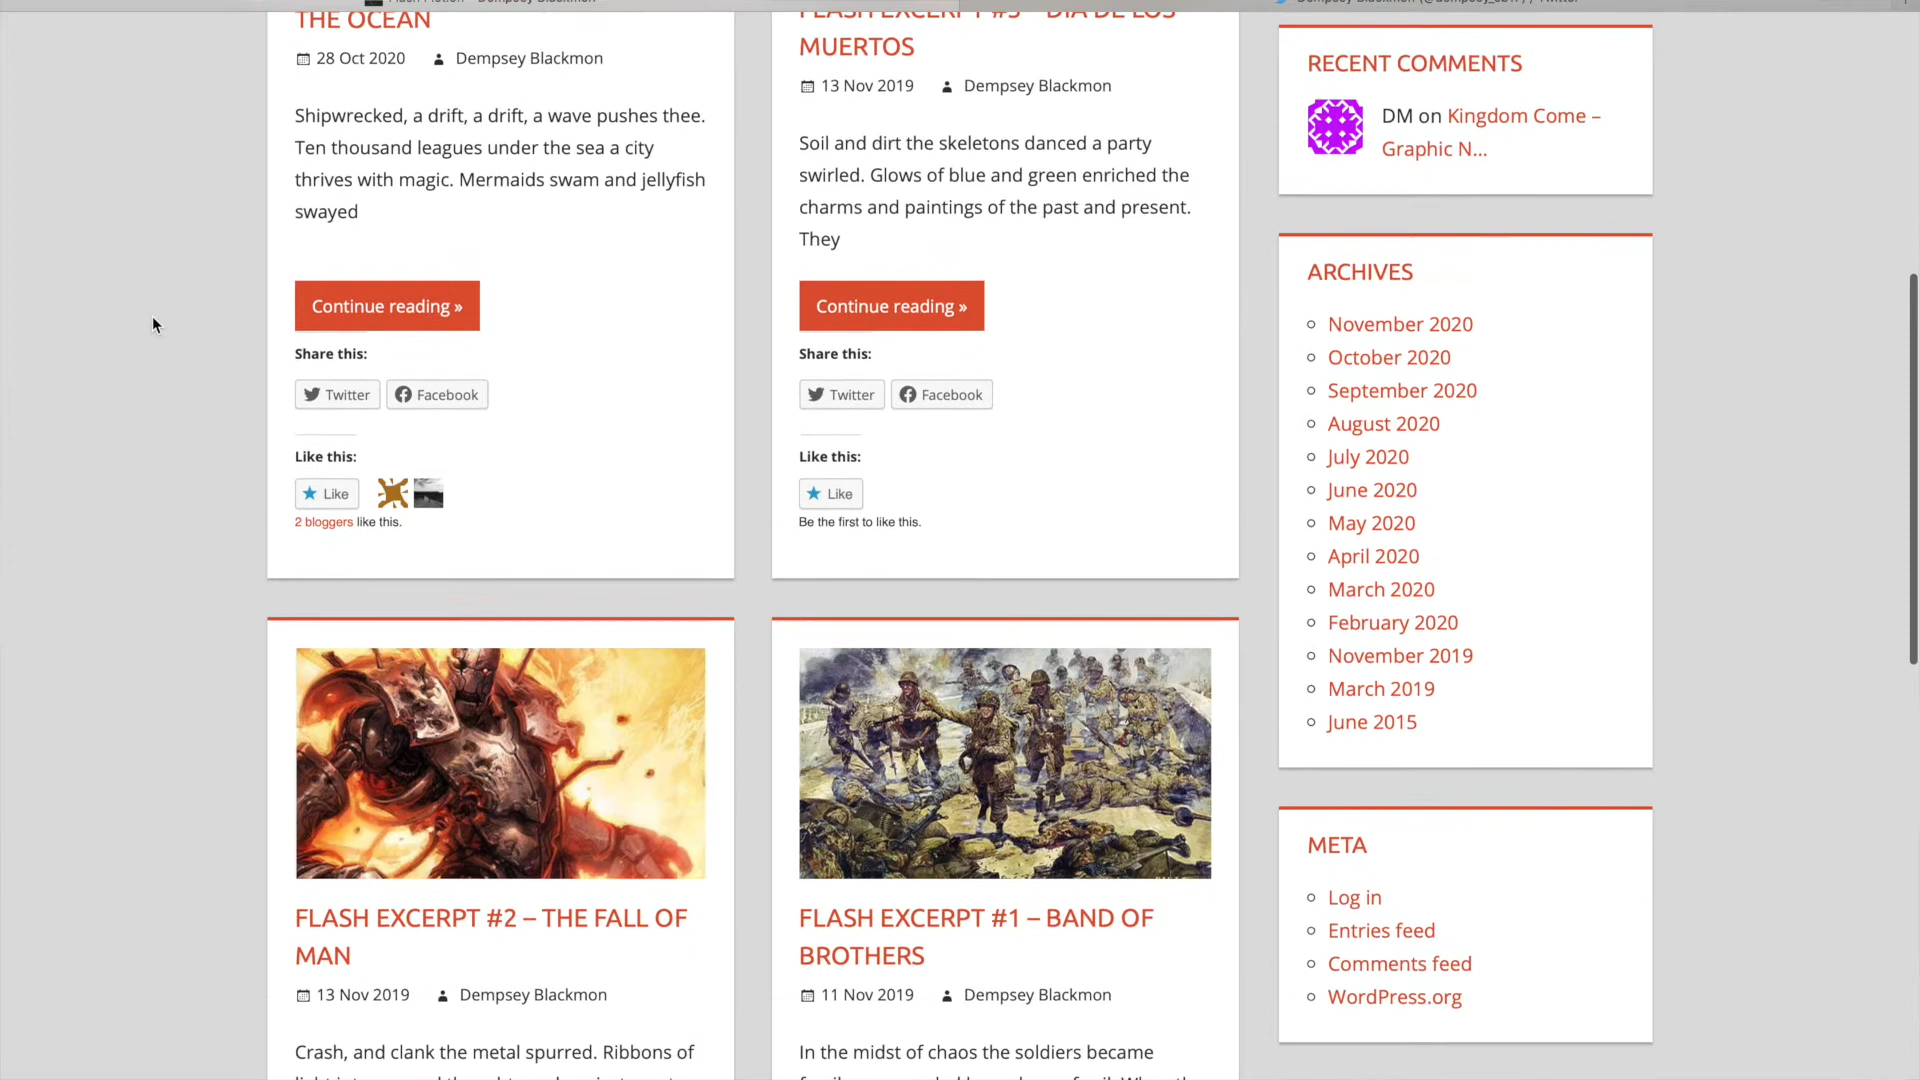 THE OCEAN
28 Oct 2020 Dempsey Blackmon
Shipwrecked, a drift, a drift, a wave pushes thee.
Ten thousand leagues under the sea a city
thrives with magic. Mermaids swam and jellyfish
swayed
Continue reading »
Share this:
Twitter Facebook
Like this:
Like
2 bloggers like this.
FLASH EXCERPT #3 – DIA DE LOS
MUERTOS
13 Nov 2019 Dempsey Blackmon
Soil and dirt the skeletons danced a party
swirled. Glows of blue and green enriched the
charms and paintings of the past and present.
They
Continue reading »
Share this:
Twitter Facebook
Like this:
Like
Be the first to like this.
FLASH EXCERPT #2 – THE FALL OF
MAN
13 Nov 2019 Dempsey Blackmon
Crash, and clank the metal spurred. Ribbons of
FLASH EXCERPT #1 – BAND OF
BROTHERS
11 Nov 2019 Dempsey Blackmon
In the midst of chaos the soldiers became
RECENT COMMENTS
DM on Kingdom Come –
Graphic N...
ARCHIVES
November 2020
October 2020
September 2020
August 2020
July 2020
June 2020
May 2020
April 2020
March 2020
February 2020
November 2019
March 2019
June 2015
META
Log in
Entries feed
Comments feed
WordPress.org